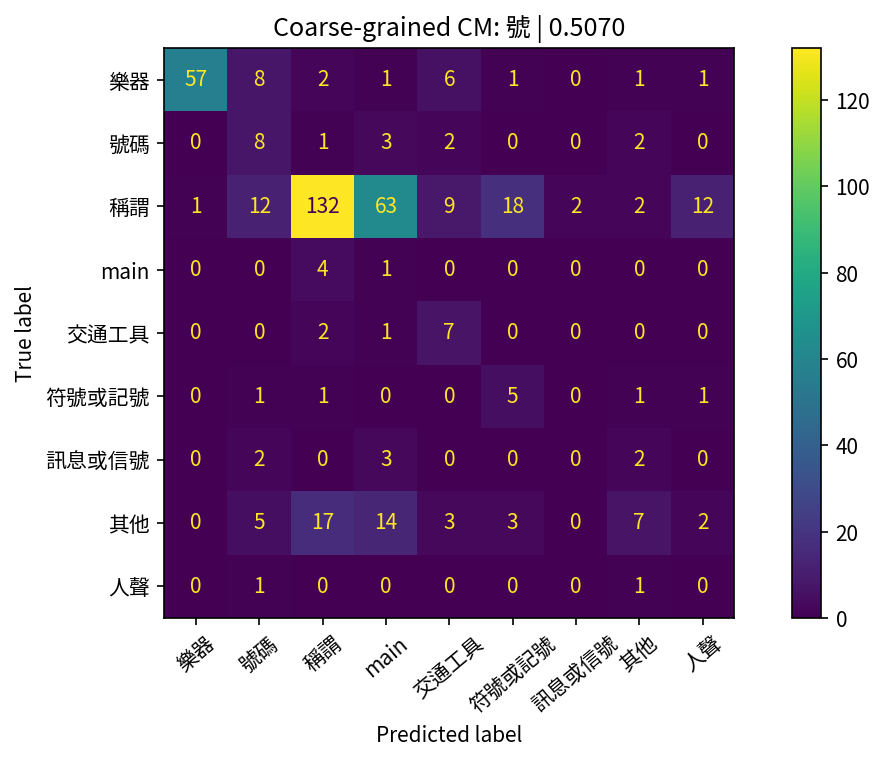 Coarse-grained CM: 號 | 0.5070
True label
樂器 57 8 2 1 6 1 0 1 1
號碼 0 8 1 3 2 0 0 2 0
稱謂 1 12 132 63 9 18 2 2 12
main 0 0 4 1 0 0 0 0 0
交通工具 0 0 2 1 7 0 0 0 0
符號或記號 0 1 1 0 0 5 0 1 1
訊息或信號 0 2 0 3 0 0 0 2 0
其他 0 5 17 14 3 3 0 7 2
人聲 0 1 0 0 0 0 0 1 0
樂器 號碼 稱謂 main 交通工具 符號或記號 訊息或信號 其他 人聲
Predicted label
120
100
80
60
40
20
0